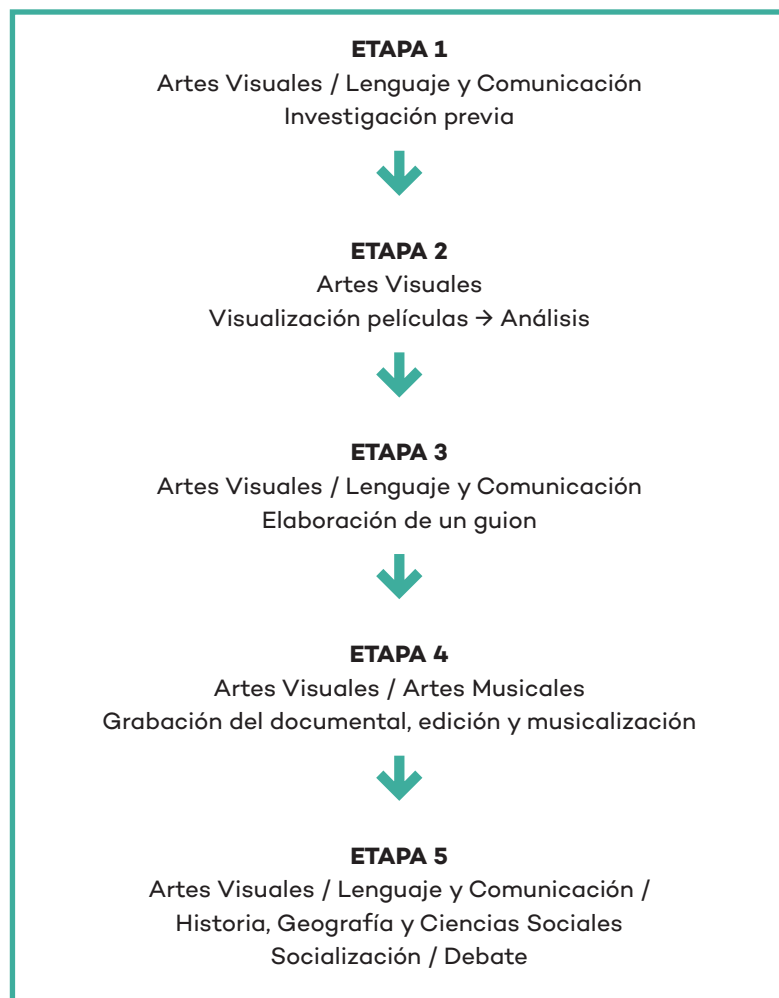 ETAPA 1
Artes Visuales / Lenguaje y Comunicación
Investigación previa
ETAPA 2
Artes Visuales
Visualización películas → Análisis
ETAPA 3
Artes Visuales / Lenguaje y Comunicación
Elaboración de un guion
ETAPA 4
Artes Visuales / Artes Musicales
Grabación del documental, edición y musicalización
ETAPA 5
Artes Visuales / Lenguaje y Comunicación /
Historia, Geografía y Ciencias Sociales
Socialización / Debate